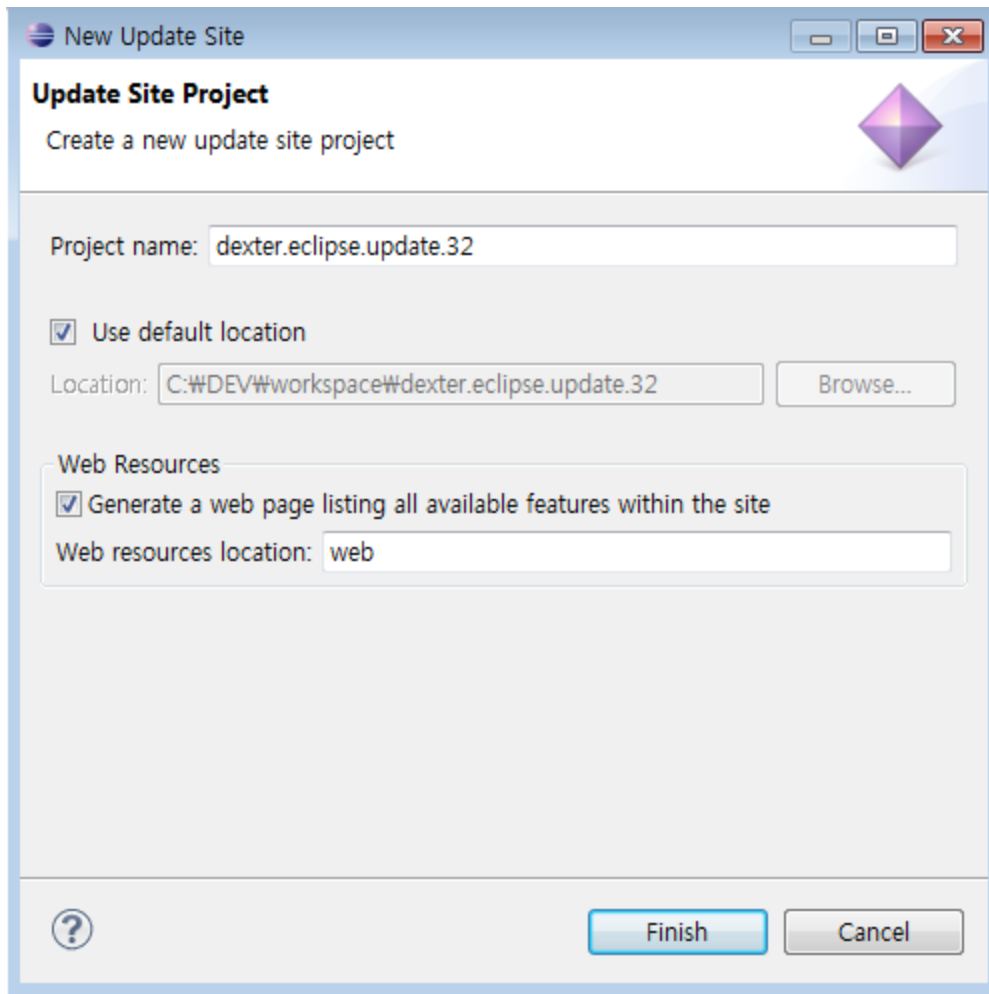 New Update Site
Update Site Project
Create a new update site project
Project name: dexter.eclipse.update.32
Use default location
Location: C:₩DEV₩workspace₩dexter.eclipse.update.32 Browse...
Web Resources
Generate a web page listing all available features within the site
Web resources location: web
? Finish Cancel